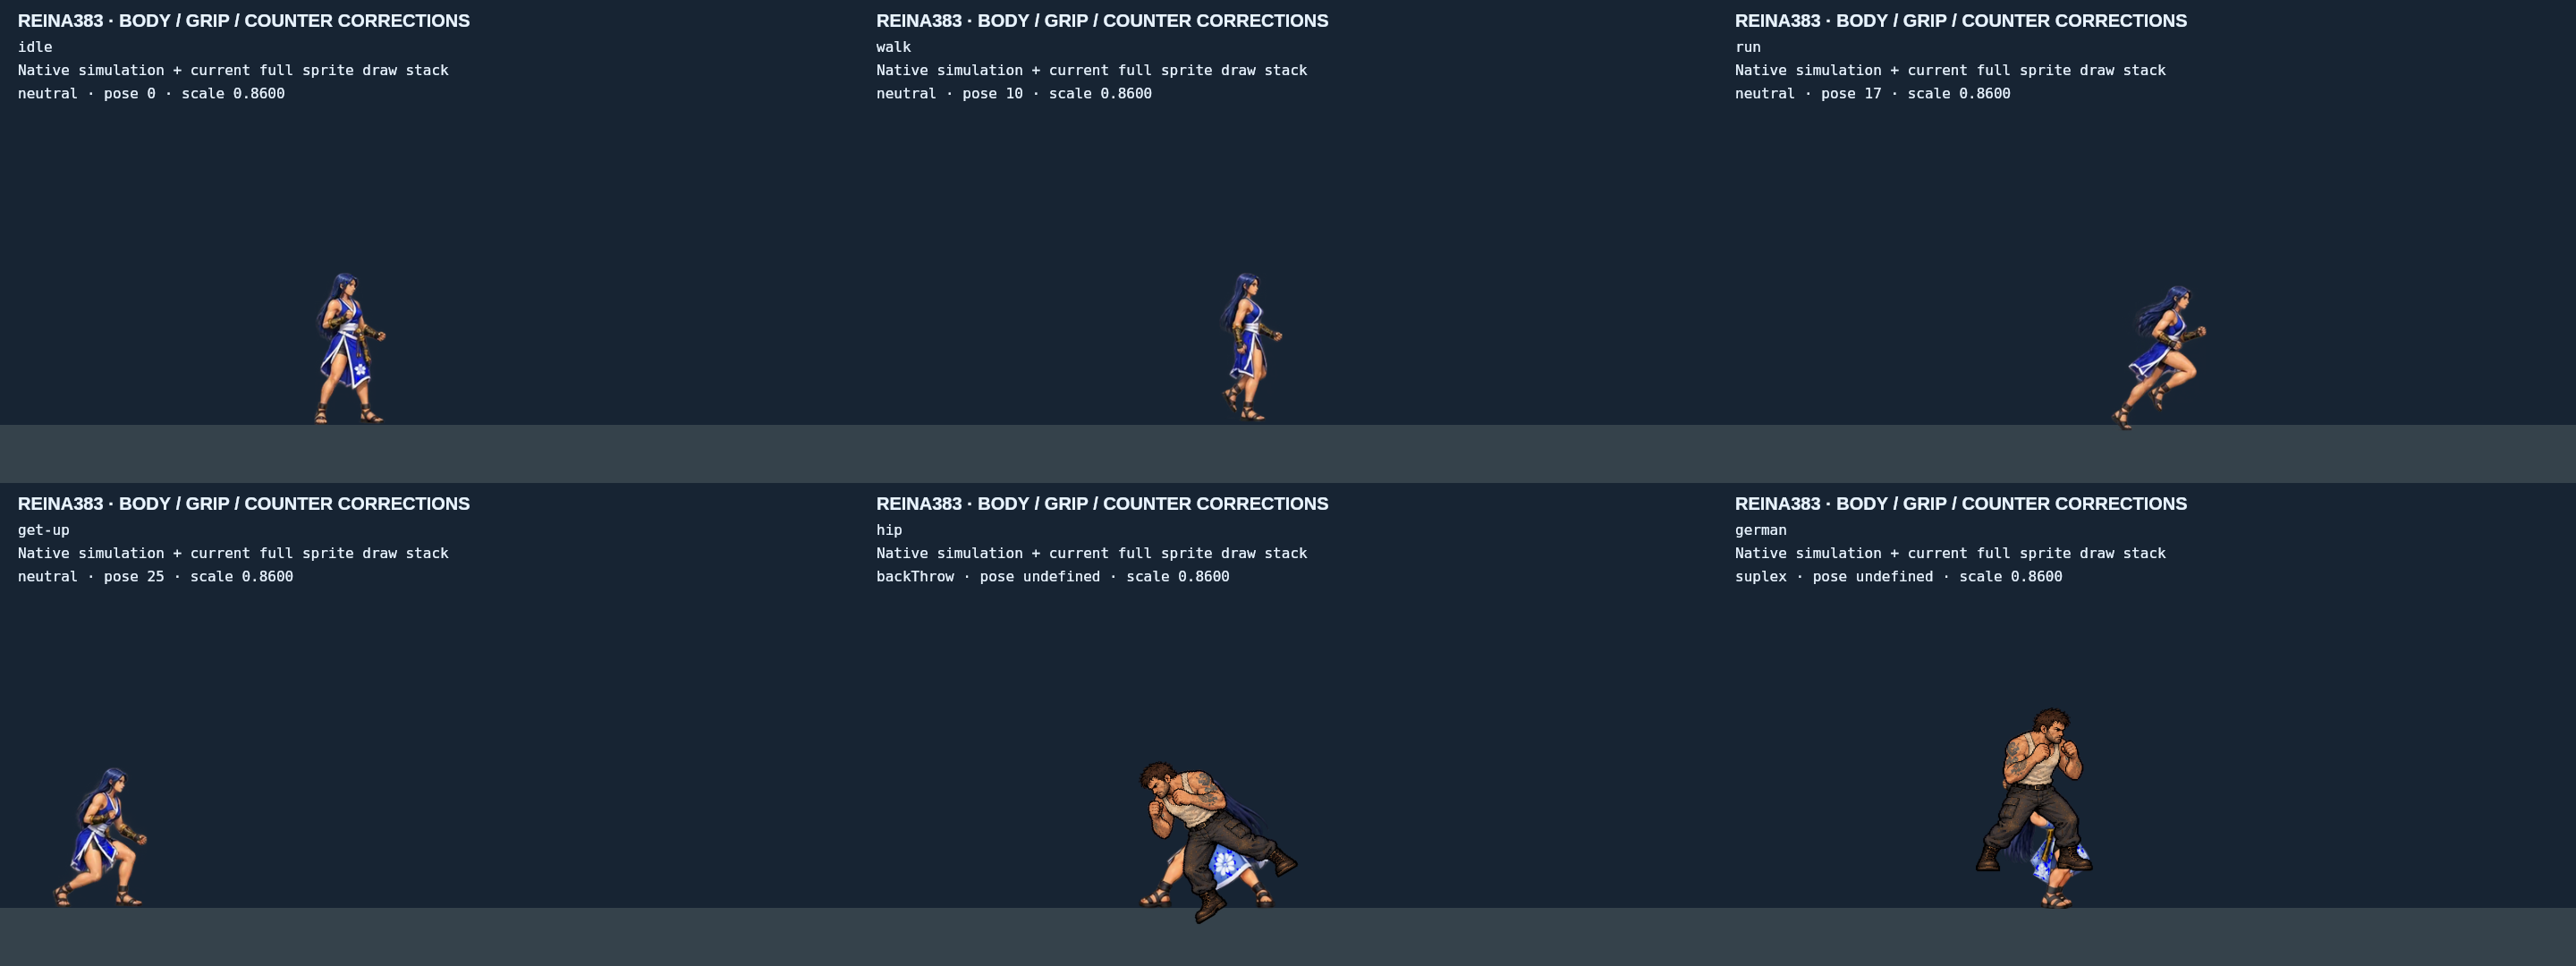 REINA383 · BODY / GRIP / COUNTER CORRECTIONS
idle
Native simulation + current full sprite draw stack
neutral · pose 0 · scale 0.8600
REINA383 · BODY / GRIP / COUNTER CORRECTIONS
walk
Native simulation + current full sprite draw stack
neutral · pose 10 · scale 0.8600
REINA383 · BODY / GRIP / COUNTER CORRECTIONS
run
Native simulation + current full sprite draw stack
neutral · pose 17 · scale 0.8600
REINA383 · BODY / GRIP / COUNTER CORRECTIONS
get-up
Native simulation + current full sprite draw stack
neutral · pose 25 · scale 0.8600
REINA383 · BODY / GRIP / COUNTER CORRECTIONS
hip
Native simulation + current full sprite draw stack
backThrow · pose undefined · scale 0.8600
REINA383 · BODY / GRIP / COUNTER CORRECTIONS
german
Native simulation + current full sprite draw stack
suplex · pose undefined · scale 0.8600